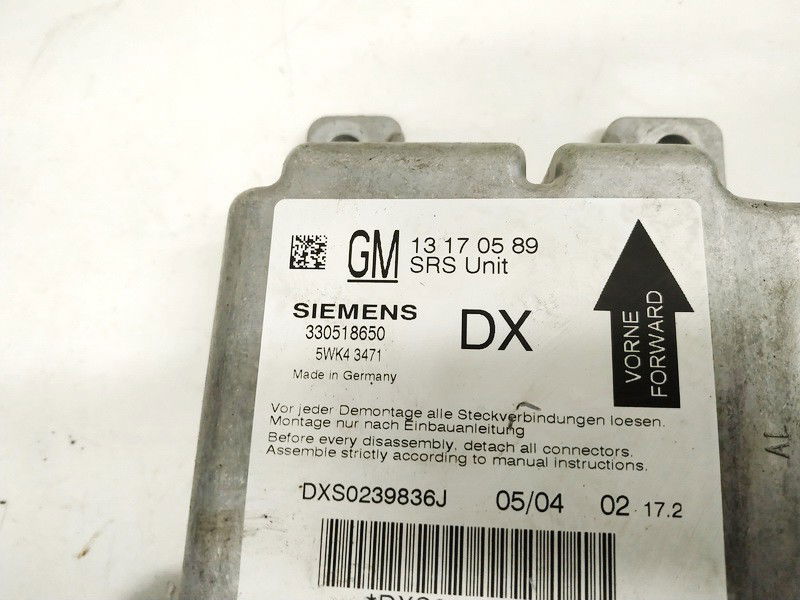 GM 13 17 05 89
SRS Unit
SIEMENS
330518650
5WK4 3471
DX
Made in Germany
VORNE
FORWARD
Vor jeder Demontage alle Steckverbindungen loesen.
Montage nur nach Einbauanleitung
Before every disassembly, detach all connectors.
Assemble strictly according to manual instructions.
DXS0239836J 05/04 02 17.2
AL